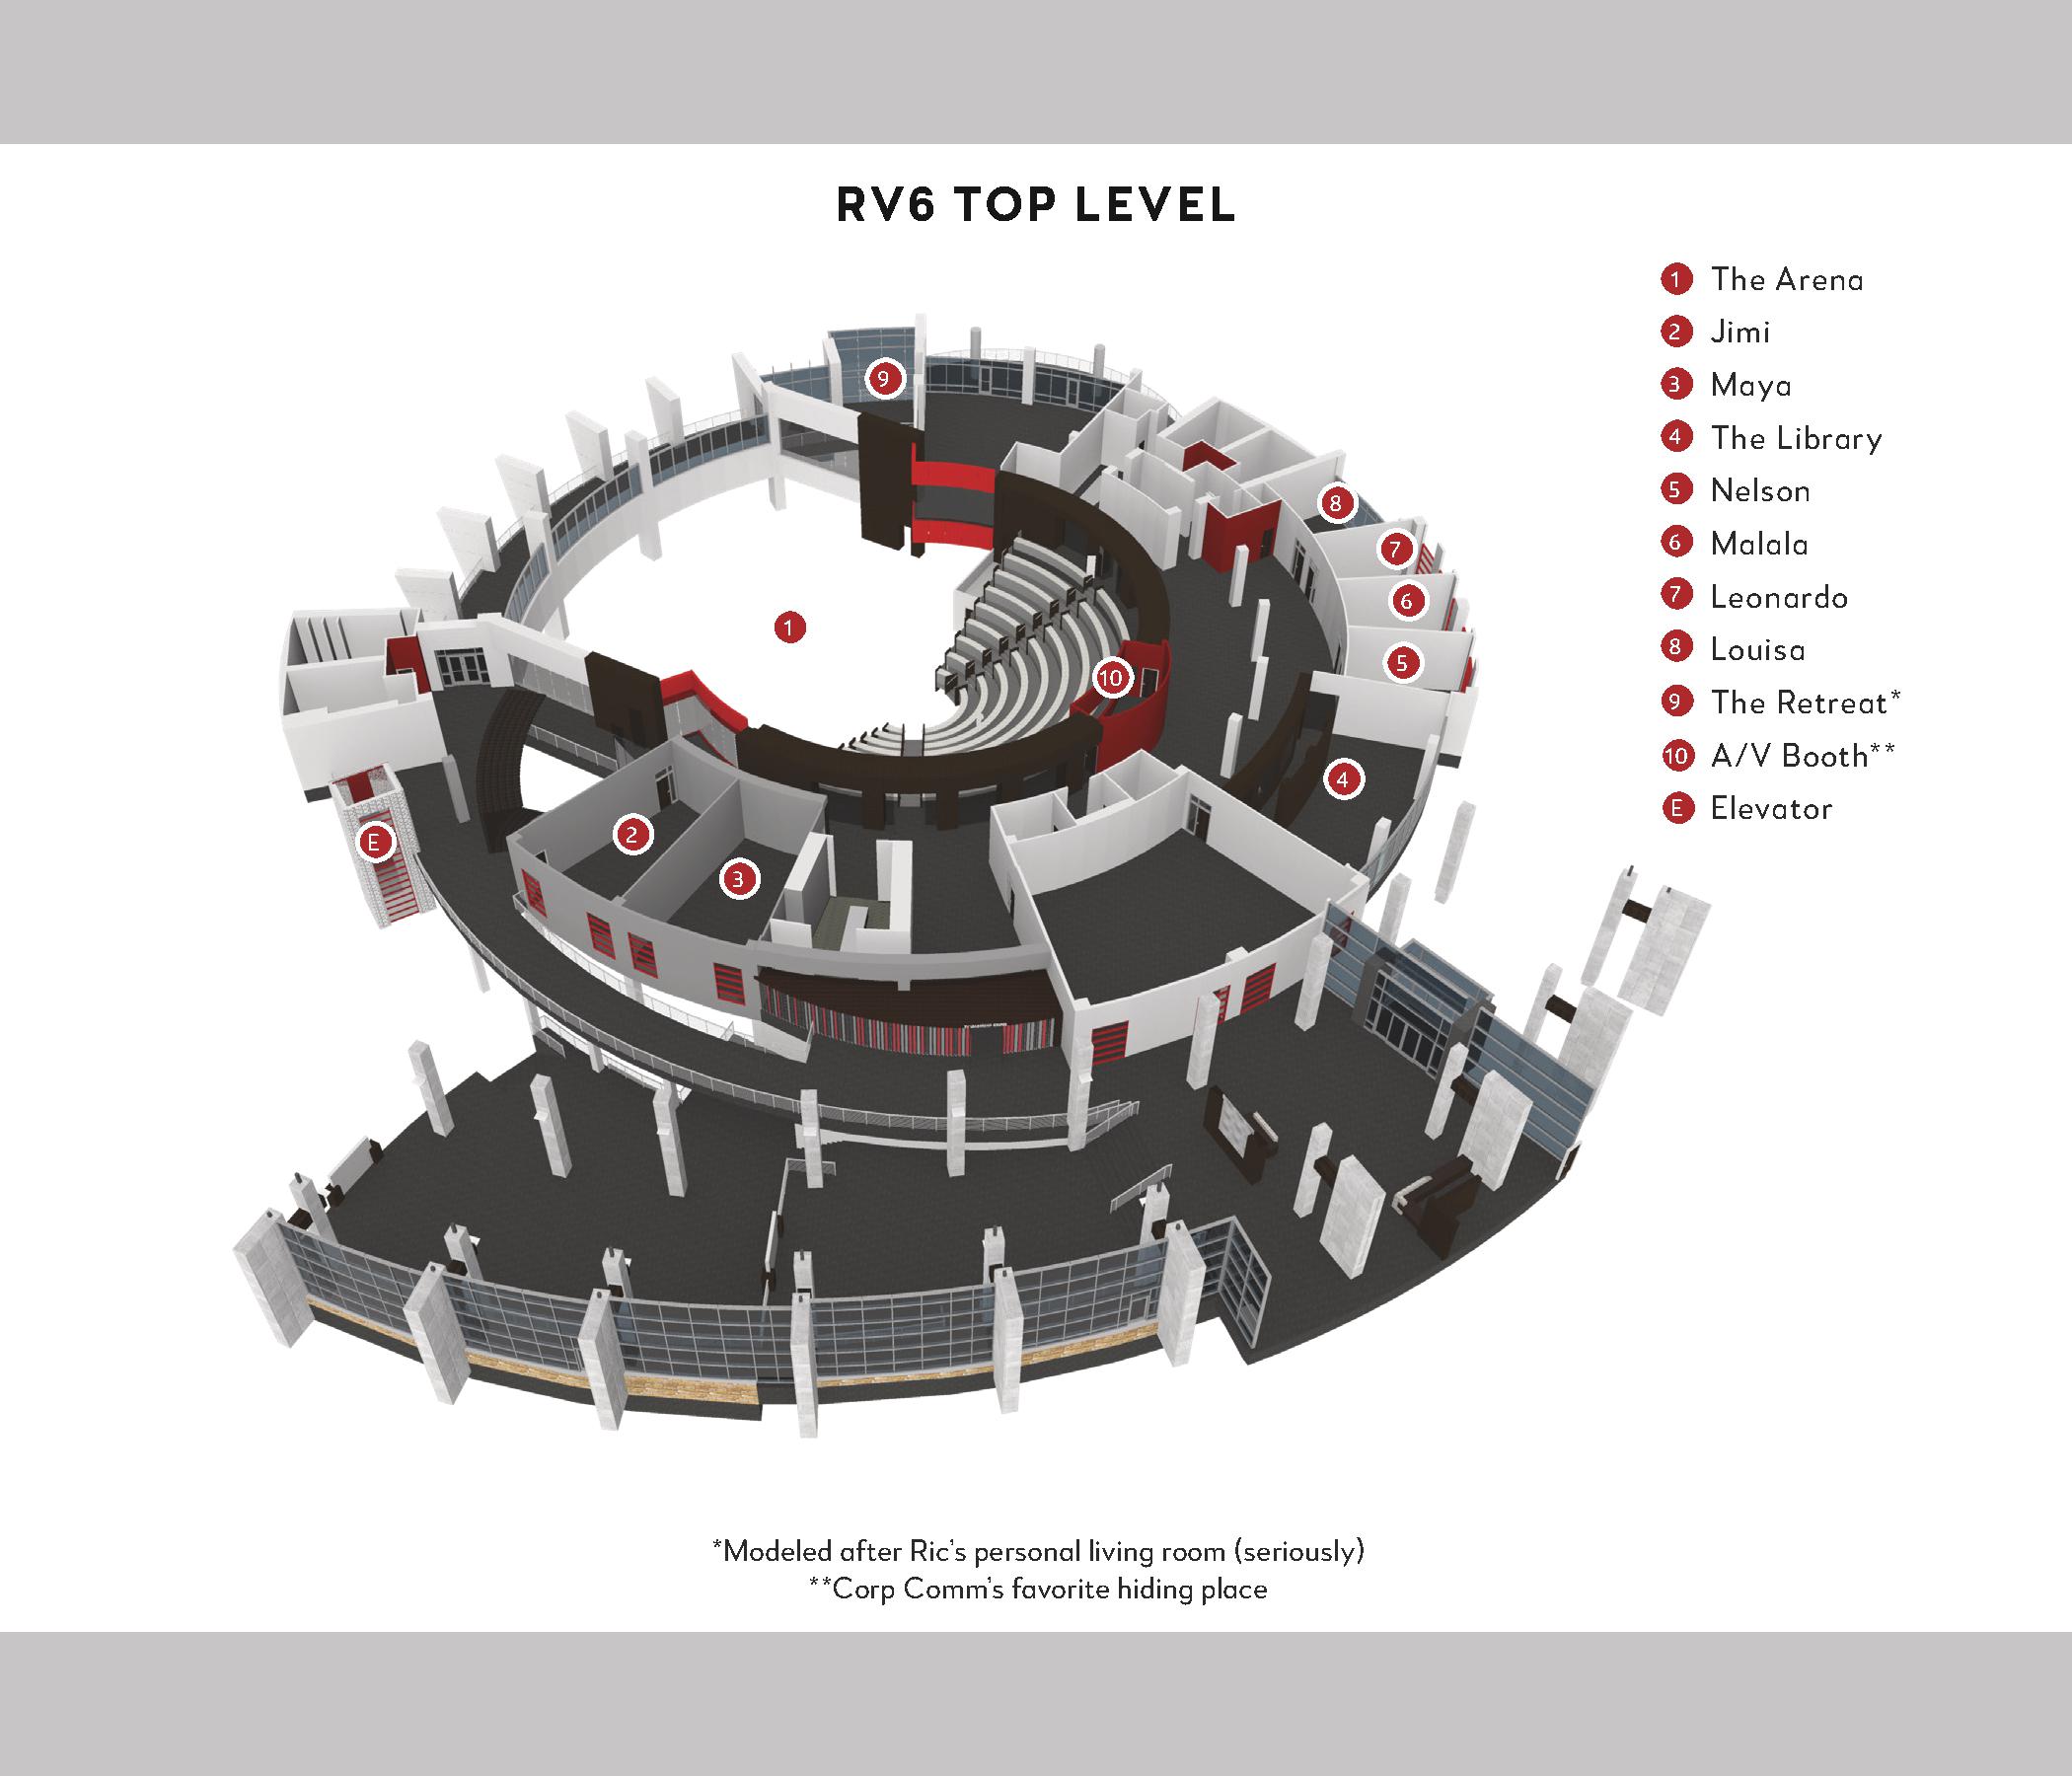 RV6 TOP LEVEL
1 The Arena
2 Jimi
3 Maya
4 The Library
5 Nelson
6 Malala
7 Leonardo
8 Louisa
9 The Retreat*
10 A/V Booth**
E Elevator
9
8
7
6
1
5
10
4
2
E
3
*Modeled after Ric's personal living room (seriously)
**Corp Comm's favorite hiding place